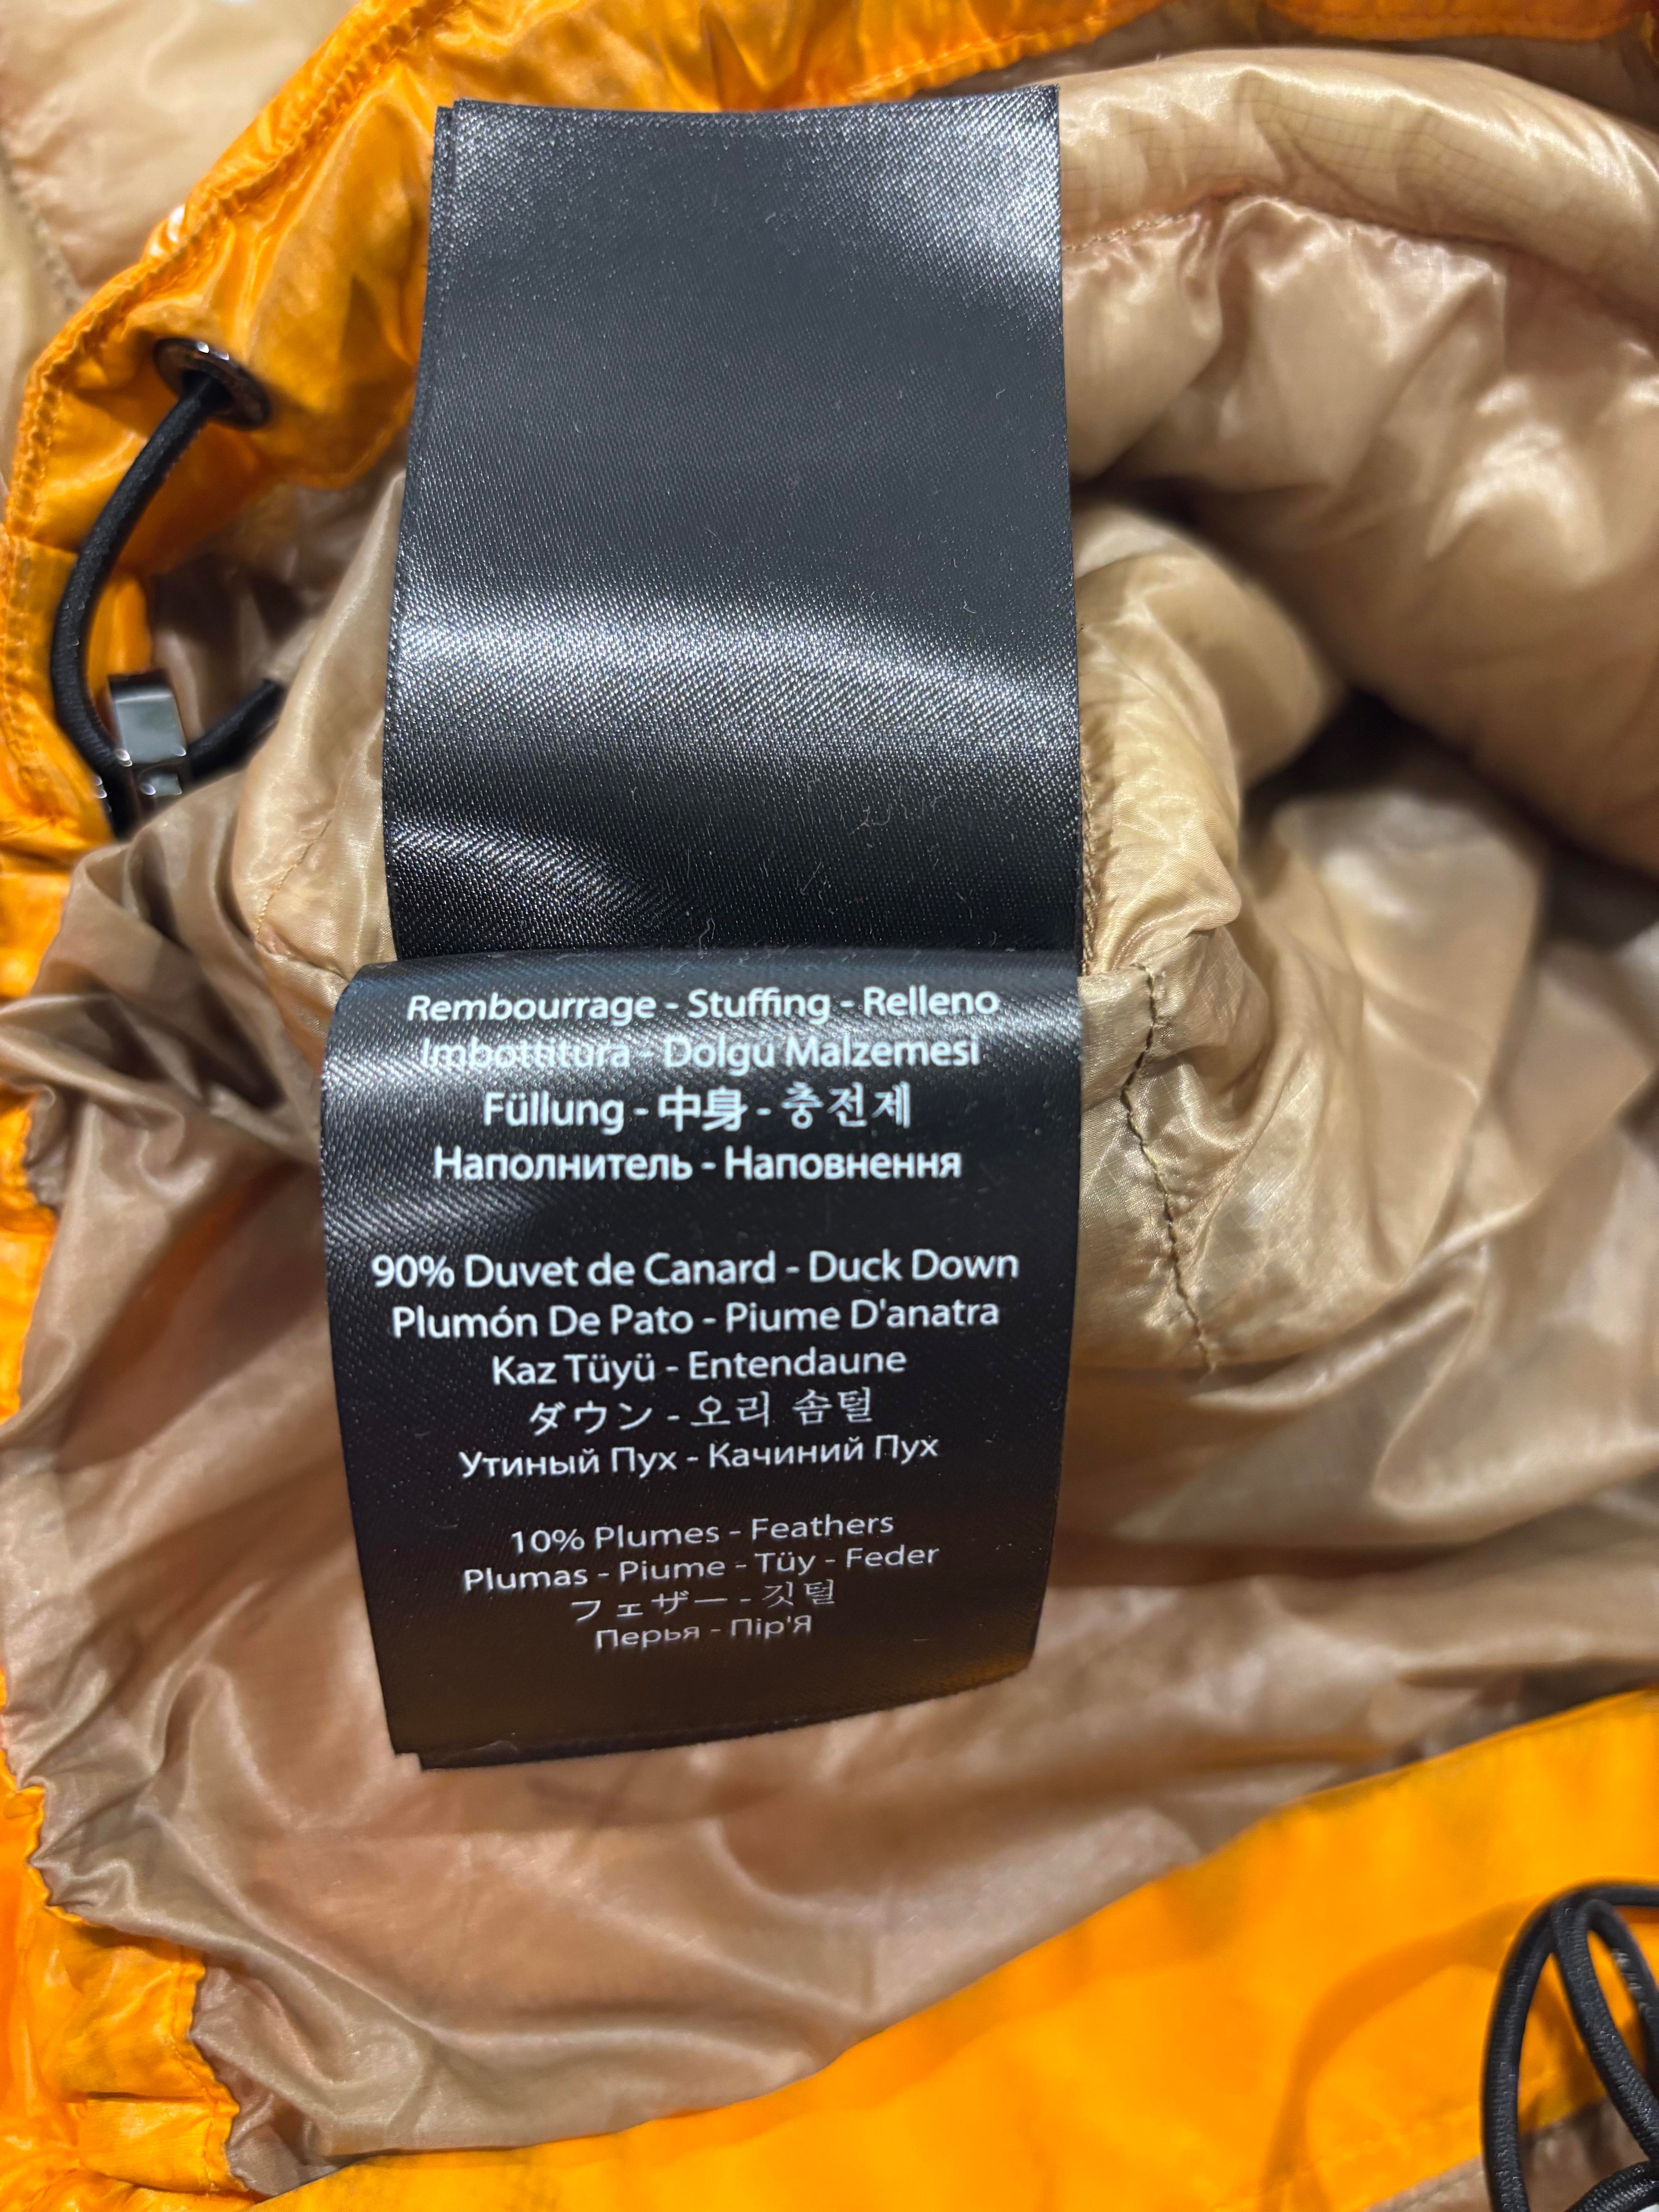 Rembourrage - Stuffing - Relleno
Imbottitura - Dolgu Malzemesi
Füllung - 中身 - 충전제
Наполнитель - Наповнення
90% Duvet de Canard - Duck Down
Plumón De Pato - Piume D'anatra
Kaz Tüyü - Entendaune
ダウン - 오리 솜털
Утиный Пух - Качиний Пух
10% Plumes - Feathers
Plumas - Piume - Tüy - Feder
フェザー - 깃털
Перья - Пір'Я